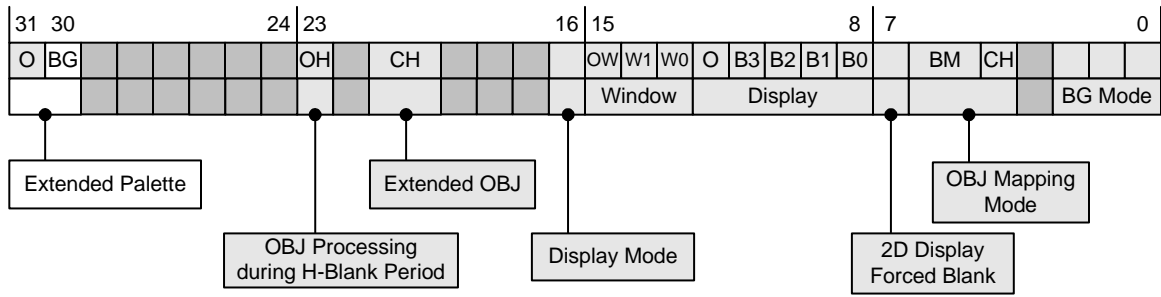 31 30 24 23 16 15 8 7 0
O BG OH CH OW W1 W0 O B3 B2 B1 B0 BM CH
Window Display BG Mode
Extended Palette
Extended OBJ
OBJ Mapping
Mode
OBJ Processing
during H-Blank Period
Display Mode
2D Display
Forced Blank